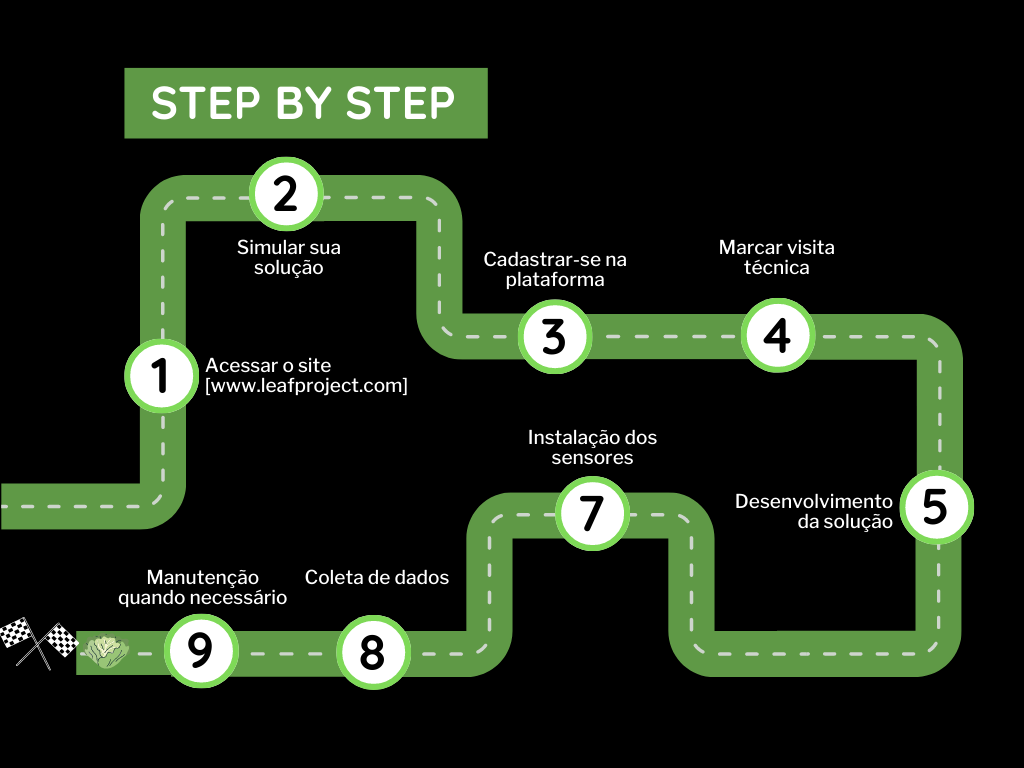 STEP BY STEP
1
Acessar o site
[www.leafproject.com]
2
Simular sua
solução
3
Cadastrar-se na
plataforma
4
Marcar visita
técnica
5
Desenvolvimento
da solução
7
Instalação dos
sensores
8
Coleta de dados
9
Manutenção
quando necessário